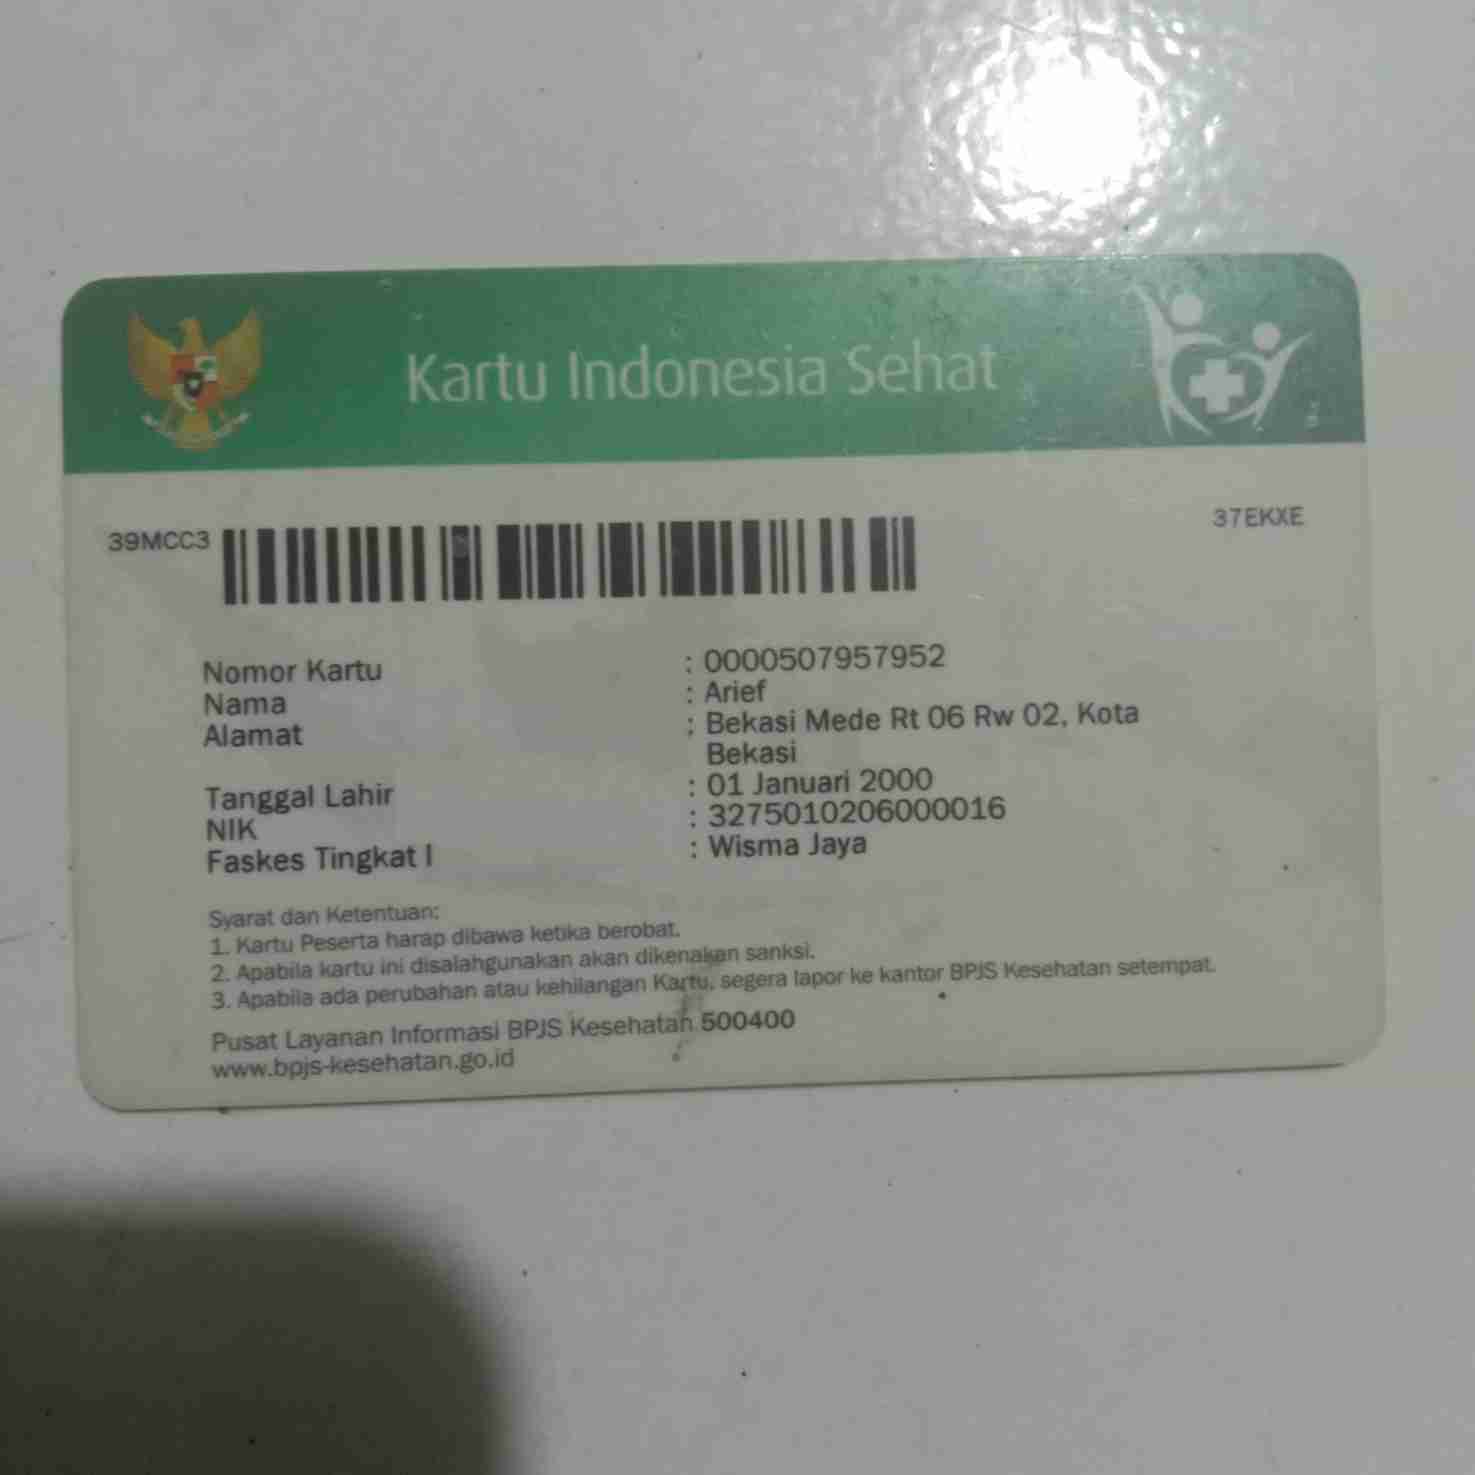 Kartu Indonesia Sehat
39MCC3
37EKXE
Nomor Kartu : 0000507957952
Nama : Arief
Alamat : Bekasi Mede Rt 06 Rw 02, Kota
Bekasi
Tanggal Lahir : 01 Januari 2000
NIK : 3275010206000016
Faskes Tingkat I : Wisma Jaya
Syarat dan Ketentuan:
1. Kartu Peserta harap dibawa ketika berobat.
2. Apabila kartu ini disalahgunakan akan dikenakan sanksi.
3. Apabila ada perubahan atau kehilangan Kartu, segera lapor ke kantor BPJS Kesehatan setempat.
Pusat Layanan Informasi BPJS Kesehatan 500400
www.bpjs-kesehatan.go.id